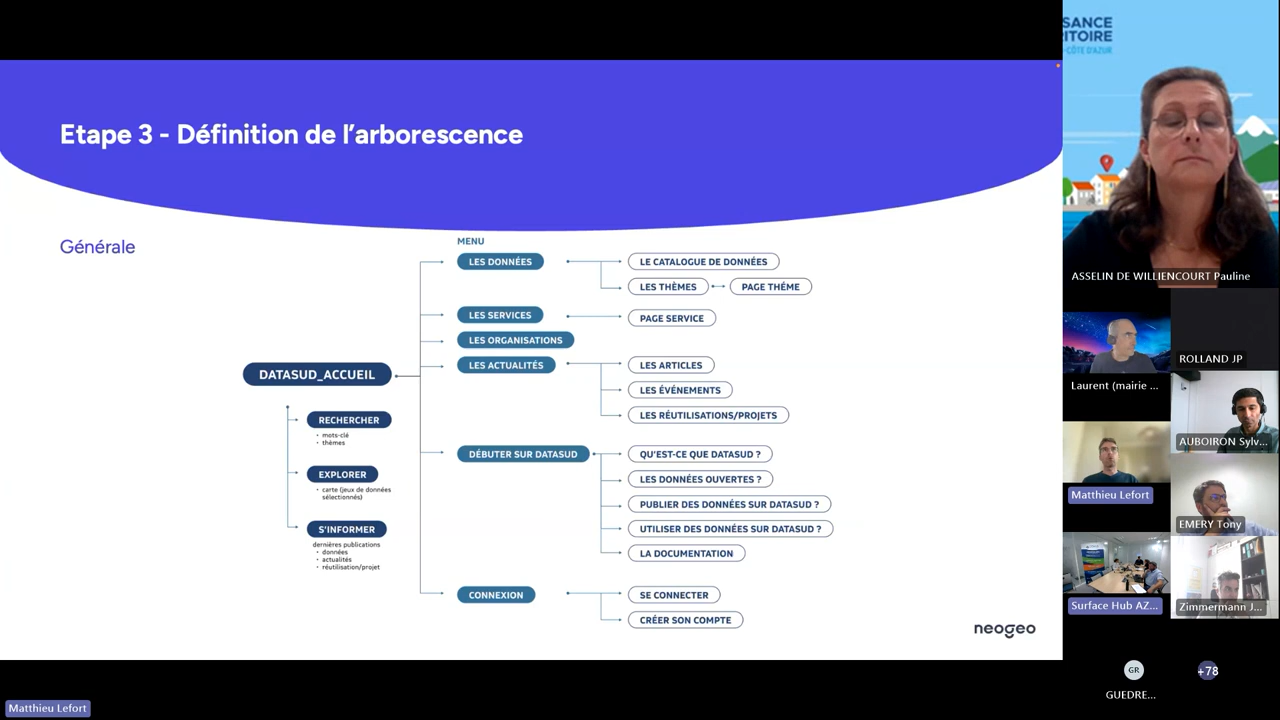 Etape 3 - Définition de l'arborescence
Générale
MENU
LES DONNÉES
LE CATALOGUE DE DONNÉES
LES THÈMES
PAGE THÉME
LES SERVICES
PAGE SERVICE
LES ORGANISATIONS
LES ACTUALITÉS
LES ARTICLES
LES ÉVÉNEMENTS
LES RÉUTILISATIONS/PROJETS
DATASUD_ACCUEIL
RECHERCHER
• mots-clé
• thèmes
EXPLORER
• carte (jeux de données
sélectionnés)
S'INFORMER
dernières publications
• données
• actualités
• réutilisation/projet
DÉBUTER SUR DATASUD
QU'EST-CE QUE DATASUD ?
LES DONNÉES OUVERTES ?
PUBLIER DES DONNÉES SUR DATASUD ?
UTILISER DES DONNÉES SUR DATASUD ?
LA DOCUMENTATION
CONNEXION
SE CONNECTER
CRÉER SON COMPTE
neogeo
Matthieu Lefort
SANCE
ITOIRE
-CÔTE D'AZUR
ASSELIN DE WILLIENCOURT Pauline
Laurent (mairie ...
ROLLAND JP
AUBOIRON Sylv...
Matthieu Lefort
EMERY Tony
Surface Hub AZ...
Zimmermann J...
GR
GUEDRE...
+78